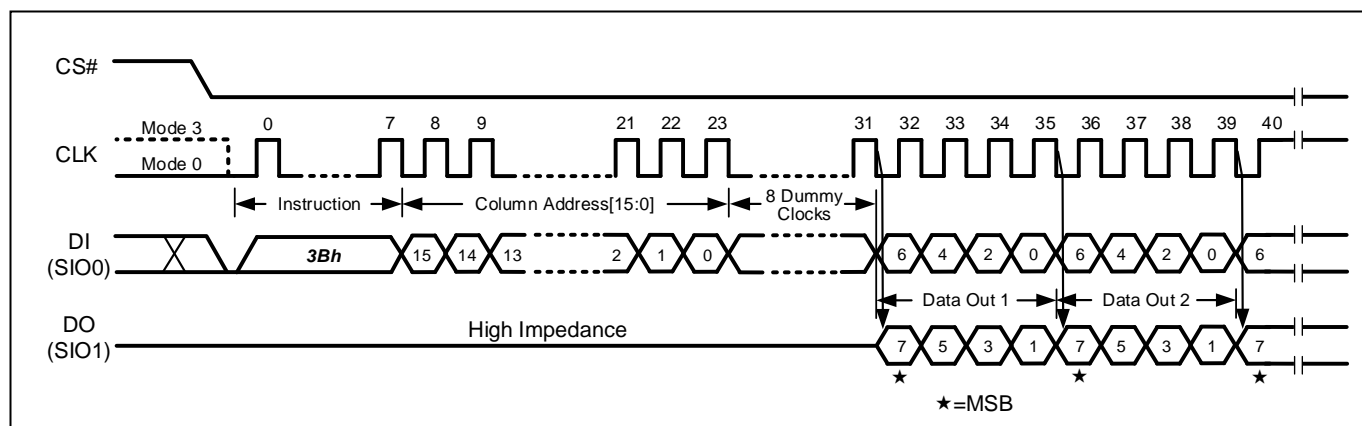 CS#
Mode 3
0 7 8 9 21 22 23 31 32 33 34 35 36 37 38 39 40
CLK
Mode 0
Instruction Column Address[15:0] 8 Dummy
Clocks
DI
(SIO0)
3Bh 15 14 13 2 1 0 6 4 2 0 6 4 2 0 6
Data Out 1 Data Out 2
DO
(SIO1)
High Impedance
7 5 3 1 7 5 3 1 7
★ ★ ★
★=MSB